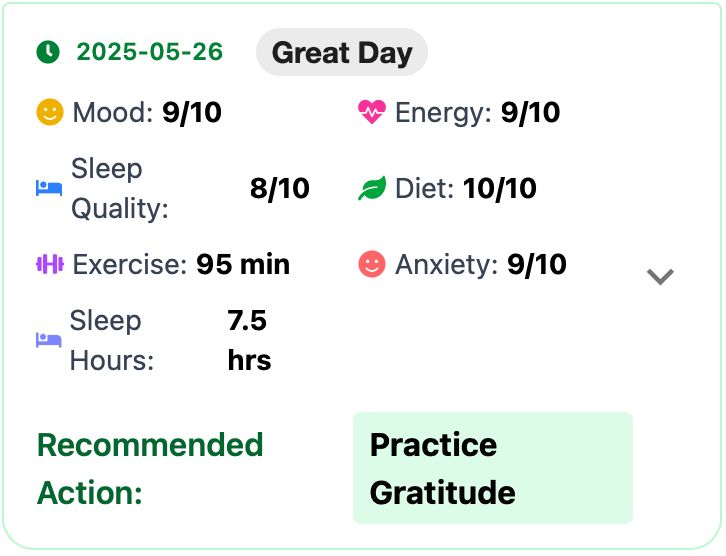 2025-05-26 Great Day
Mood: 9/10 Energy: 9/10
Sleep
Quality: 8/10 Diet: 10/10
Exercise: 95 min Anxiety: 9/10
Sleep
Hours: 7.5
hrs
Recommended
Action: Practice
Gratitude